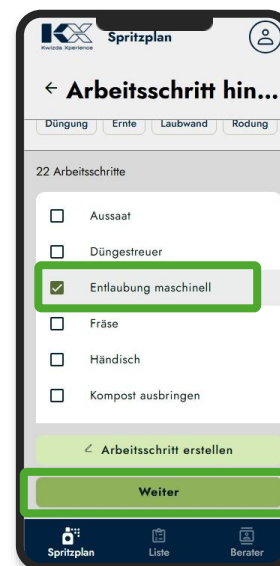 KX
Kwizda Xperience
Spritzplan
← Arbeitsschritt hin...
Düngung Ernte Laubwand Rodung
22 Arbeitsschritte
Aussaat
Düngestreuer
Entlaubung maschinell
Fräse
Händisch
Kompost ausbringen
Arbeitsschritt erstellen
Weiter
Spritzplan Liste Berater